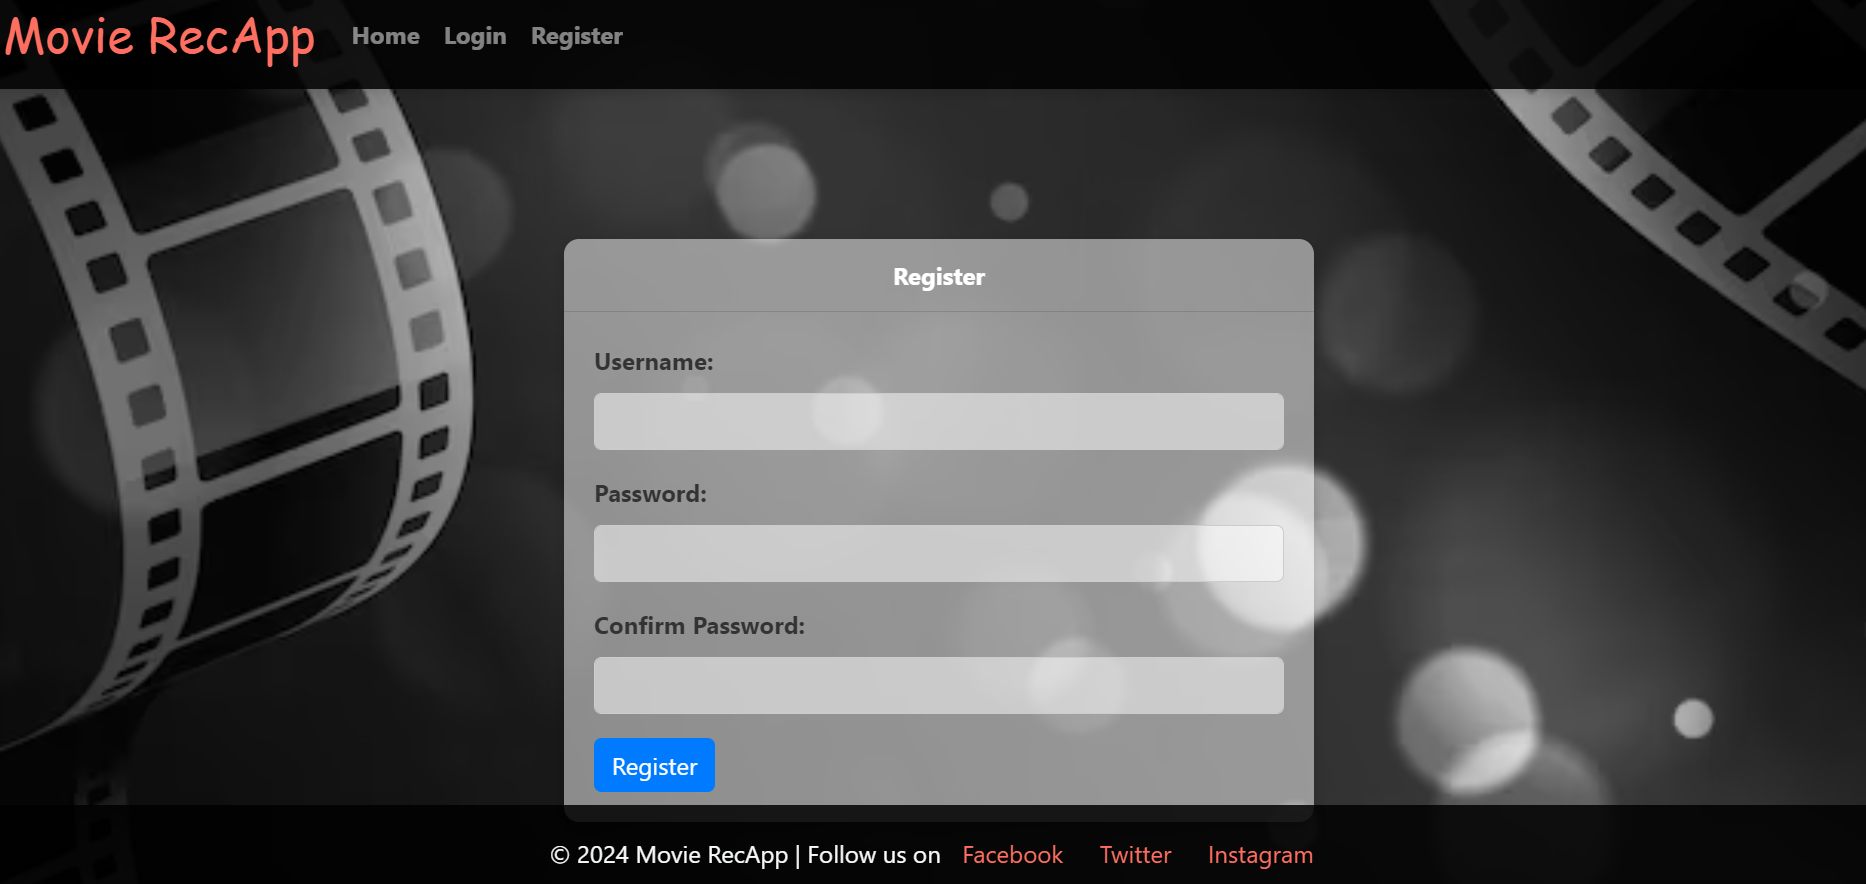 Movie RecApp Home Login Register
Register
Username:
Password:
Confirm Password:
Register
© 2024 Movie RecApp | Follow us on Facebook Twitter Instagram